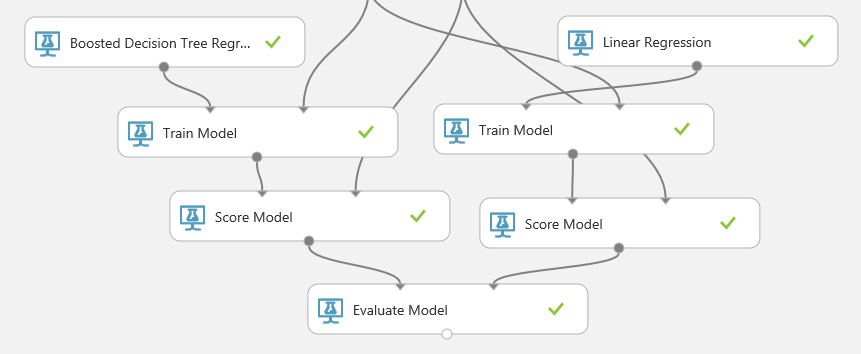 Boosted Decision Tree Regr...
Linear Regression
Train Model
Train Model
Score Model
Score Model
Evaluate Model